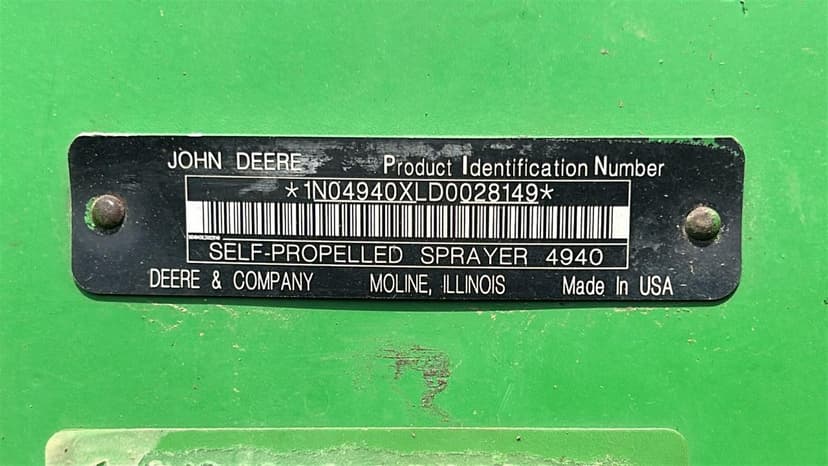 JOHN DEERE Product Identification Number
*1N04940XLD0028149*
SELF-PROPELLED SPRAYER 4940
DEERE & COMPANY MOLINE, ILLINOIS Made In USA